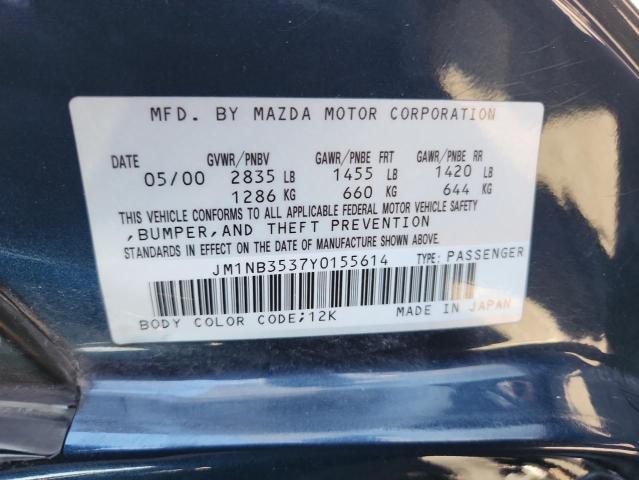 MFD. BY MAZDA MOTOR CORPORATION
DATE GVWR/PNBV GAWR/PNBE FRT GAWR/PNBE RR
05/00 2835 LB 1455 LB 1420 LB
1286 KG 660 KG 644 KG
THIS VEHICLE CONFORMS TO ALL APPLICABLE FEDERAL MOTOR VEHICLE SAFETY
,BUMPER,AND THEFT PREVENTION
STANDARDS IN EFFECT ON THE DATE OF MANUFACTURE SHOWN ABOVE.
JM1NB3537Y0155614 TYPE: PASSENGER
BODY COLOR CODE;12K MADE IN JAPAN